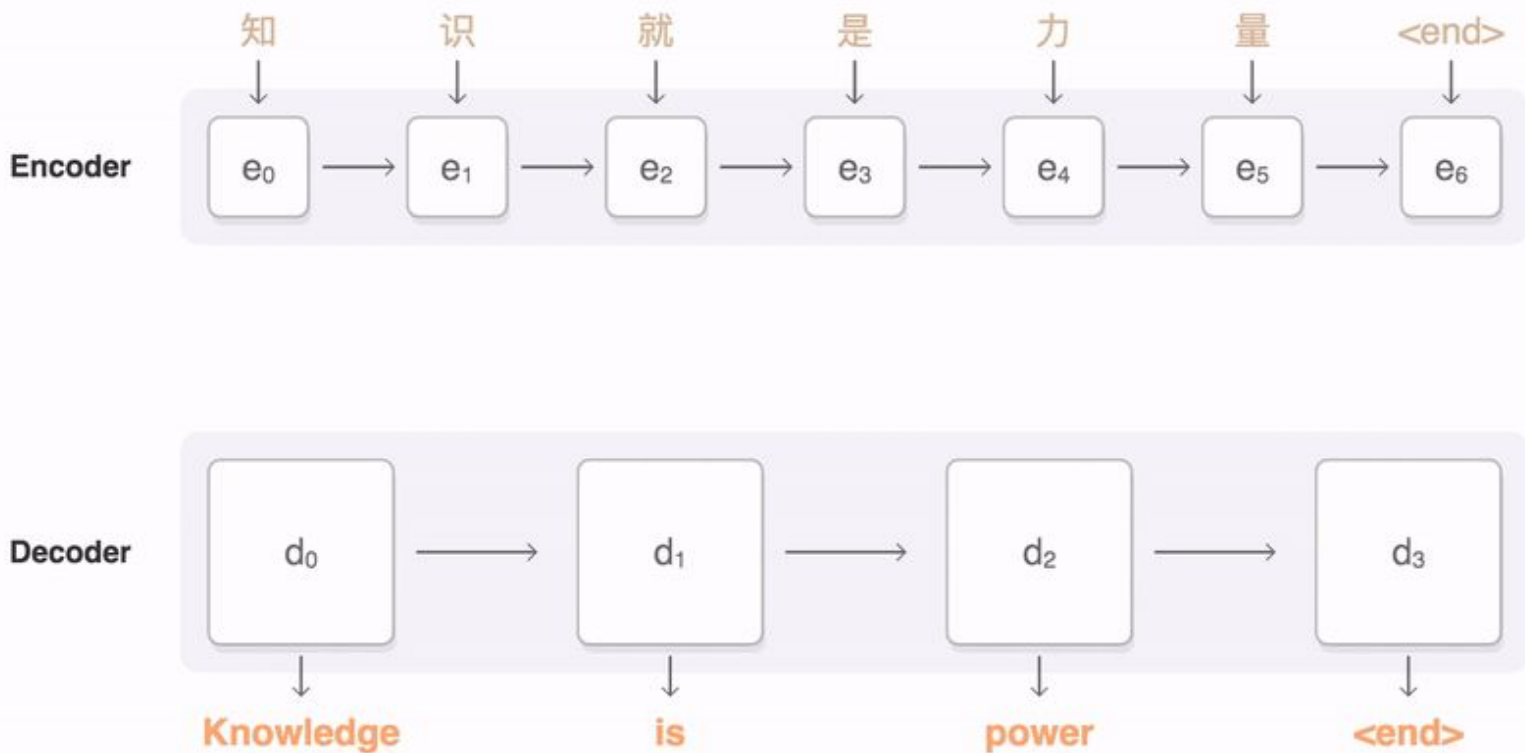 知 识 就 是 力 量 <end>
Encoder e₀ e₁ e₂ e₃ e₄ e₅ e₆
Decoder d₀ d₁ d₂ d₃
Knowledge is power <end>